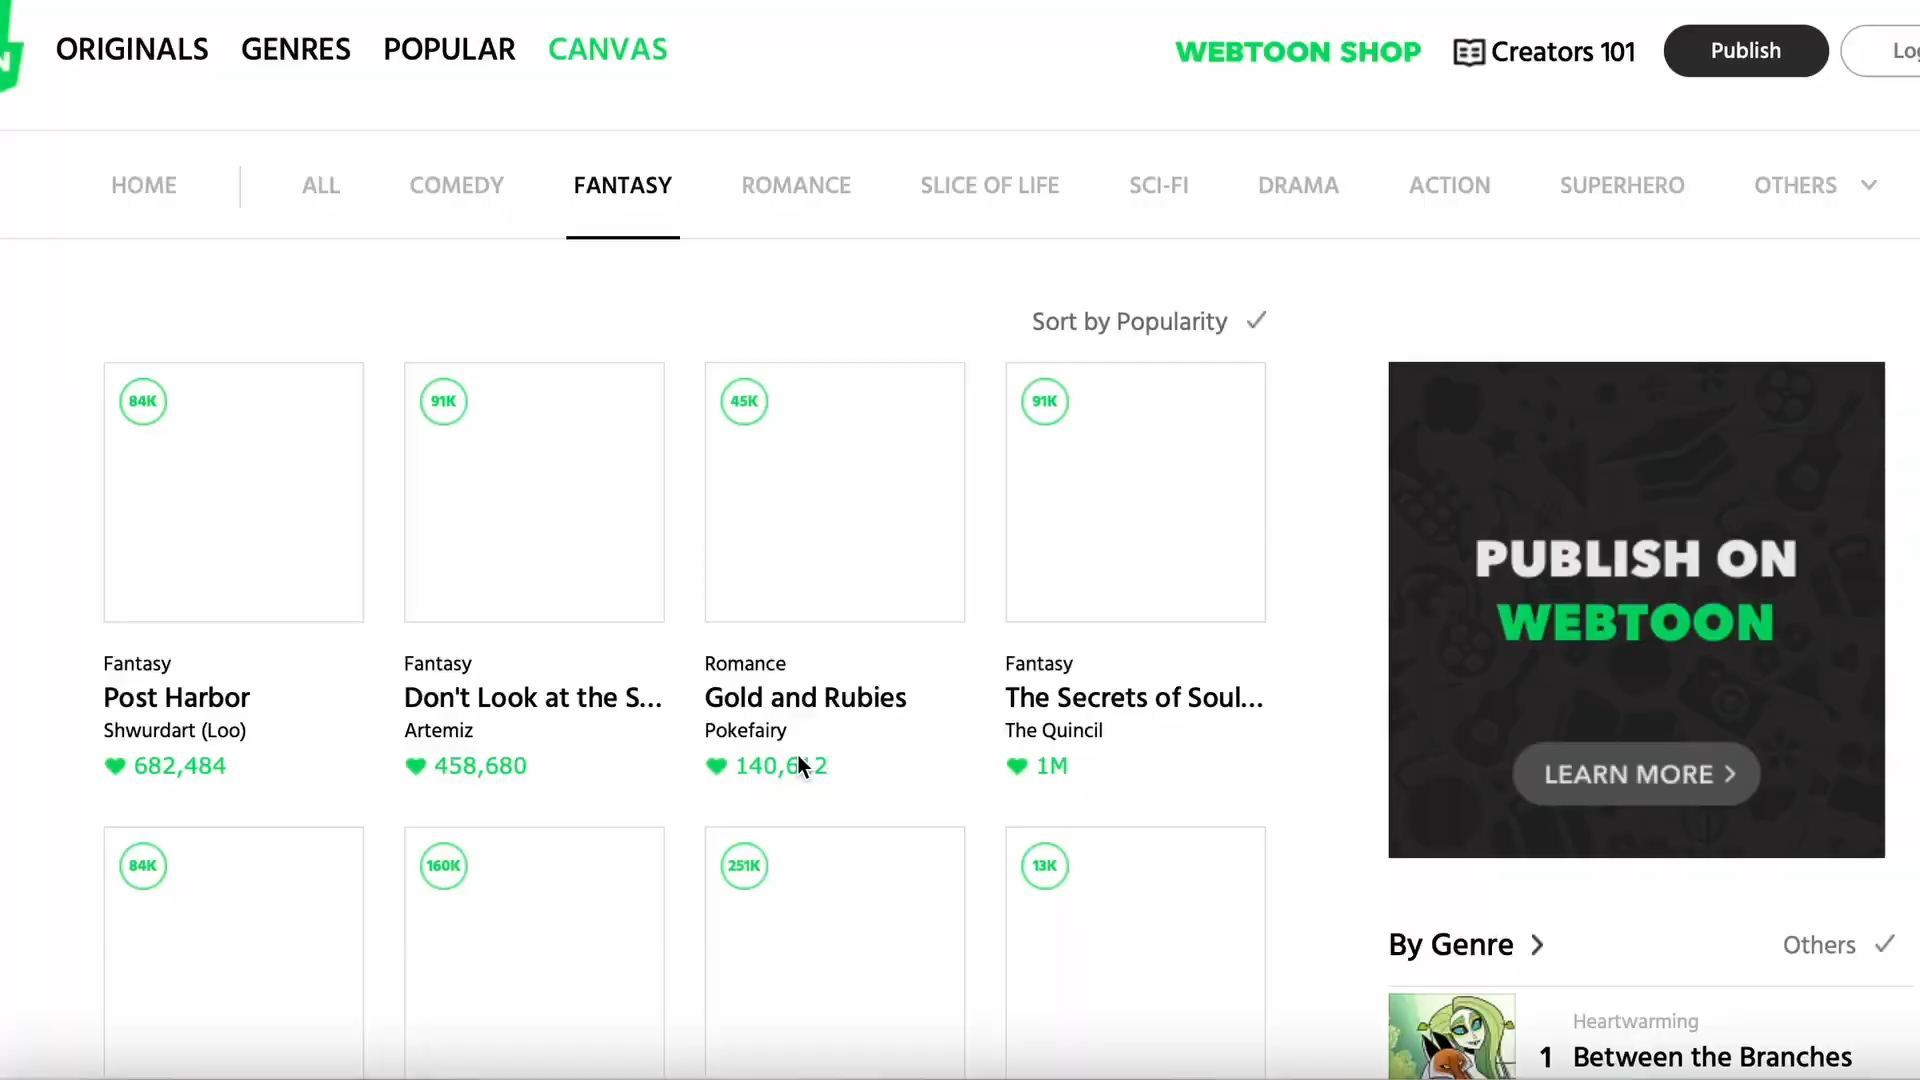 N
ORIGINALS GENRES POPULAR CANVAS WEBTOON SHOP Creators 101 Publish Log
HOME ALL COMEDY FANTASY ROMANCE SLICE OF LIFE SCI-FI DRAMA ACTION SUPERHERO OTHERS
Sort by Popularity
84K 91K 45K 91K
Fantasy Fantasy Romance Fantasy
Post Harbor Don't Look at the S... Gold and Rubies The Secrets of Soul...
Shwurdart (Loo) Artemiz Pokefairy The Quincil
682,484 458,680 1M
PUBLISH ON
WEBTOON
LEARN MORE >
84K 160K 251K 13K
By Genre > Others
Heartwarming
1 Between the Branches